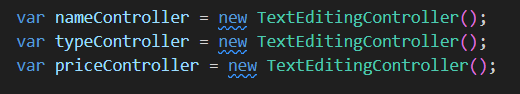 var nameController = new TextEditingController();
var typeController = new TextEditingController();
var priceController = new TextEditingController();